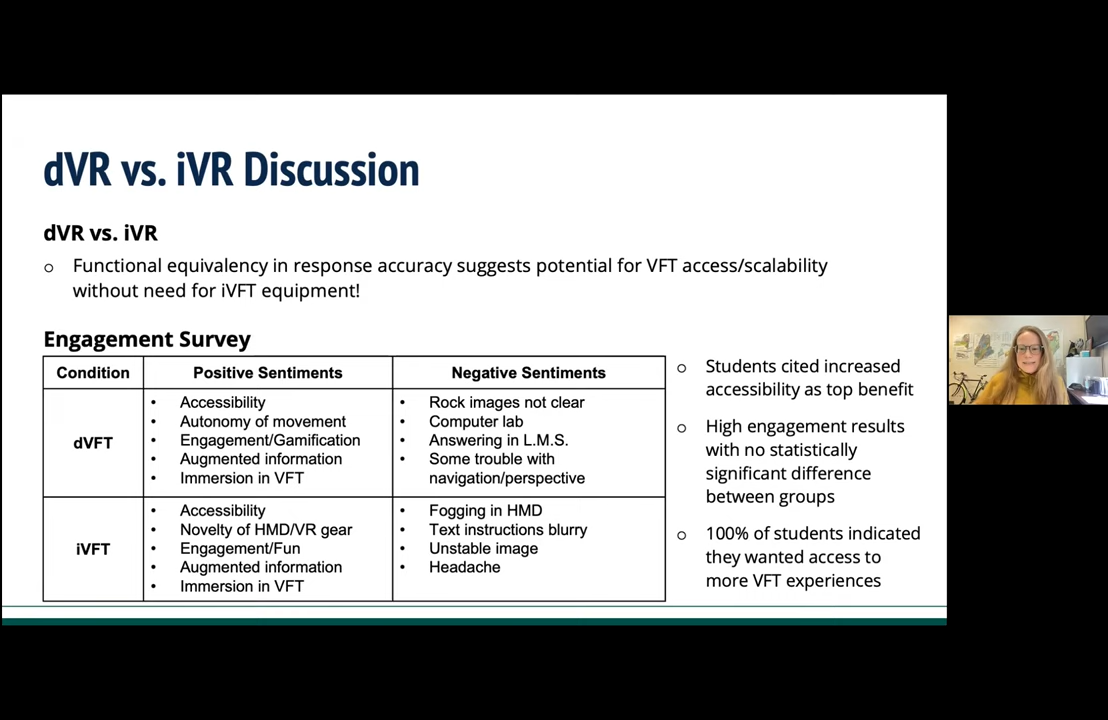 dVR vs. iVR Discussion
dVR vs. iVR
Functional equivalency in response accuracy suggests potential for VFT access/scalability
without need for iVFT equipment!
Engagement Survey
Condition
Positive Sentiments
Negative Sentiments
dVFT
Accessibility
Autonomy of movement
Engagement/Gamification
Augmented information
Immersion in VFT
Rock images not clear
Computer lab
Answering in L.M.S.
Some trouble with
navigation/perspective
iVFT
Accessibility
Novelty of HMD/VR gear
Engagement/Fun
Augmented information
Immersion in VFT
Fogging in HMD
Text instructions blurry
Unstable image
Headache
Students cited increased
accessibility as top benefit
High engagement results
with no statistically
significant difference
between groups
100% of students indicated
they wanted access to
more VFT experiences